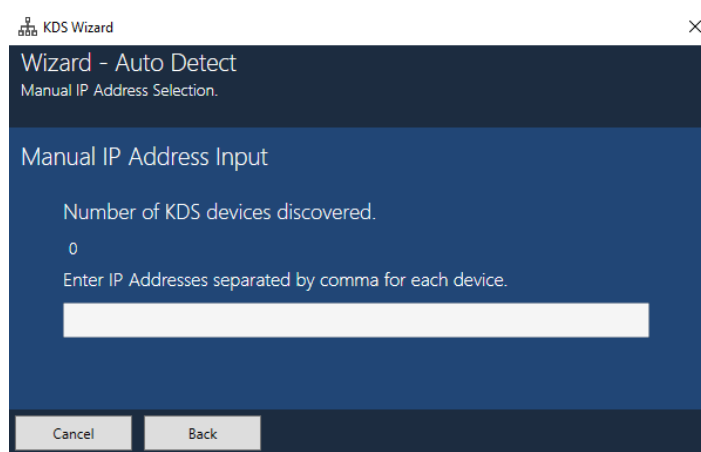 KDS Wizard
Wizard - Auto Detect
Manual IP Address Selection.
Manual IP Address Input
Number of KDS devices discovered.
0
Enter IP Addresses separated by comma for each device.
Cancel Back